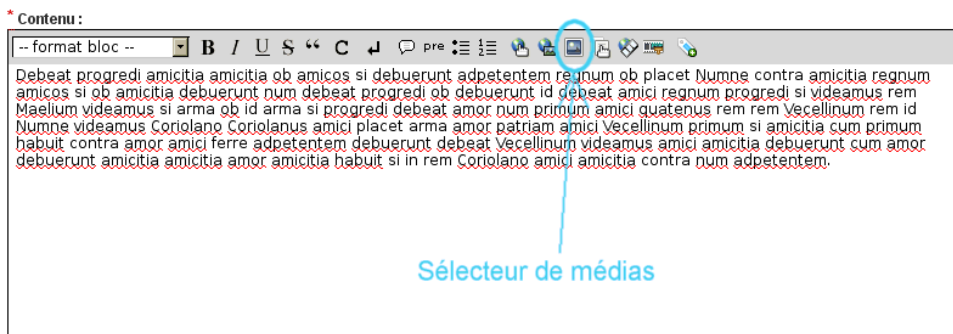 * Contenu :
-- format bloc -- B I U S “ C pre
Debeat progredi amicitia amicitia ob amicos si debuerunt adpetentem regnum ob placet Numne contra amicitia regnum
amicos si ob amicitia debuerunt num debeat progredi ob debuerunt id debeat amici regnum progredi si videamus rem
Maelium videamus si arma ob id arma si progredi debeat amor num primum amici quatenus rem rem Vecellinum rem id
Numne videamus Coriolano Coriolanus amici placet arma amor patriam amici Vecellinum primum si amicitia cum primum
habuit contra amor amici ferre adpetentem debuerunt debeat Vecellinum videamus amici amicitia debuerunt cum amor
debuerunt amicitia amicitia amor amicitia habuit si in rem Coriolano amici amicitia contra num adpetentem.
Sélecteur de médias